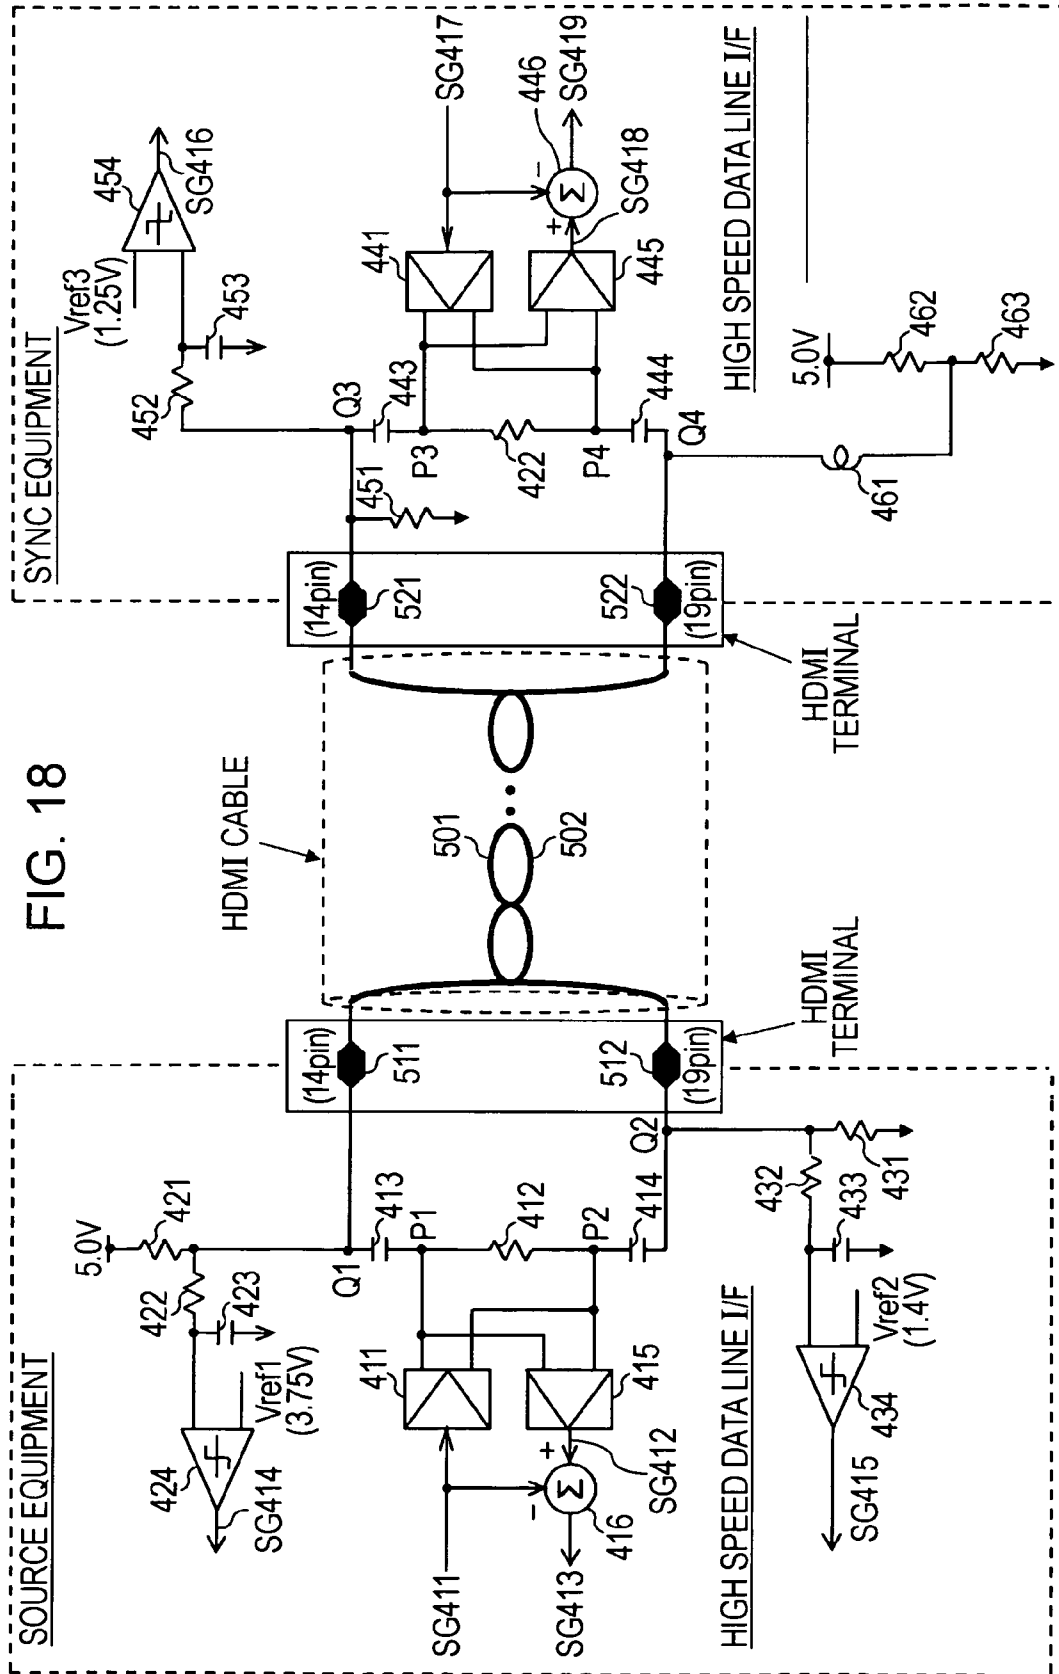 FIG. 18
SOURCE EQUIPMENT
5.0V
421
422
423
424
Vref1
(3.75V)
SG414
Q1
413
P1
411
412
415
P2
414
Q2
SG411
SG412
416
SG413
HIGH SPEED DATA LINE I/F
432
431
433
Vref2
(1.4V)
434
SG415
(14pin)
511
512
(19pin)
HDMI
TERMINAL
HDMI CABLE
501
502
(14pin)
521
522
(19pin)
HDMI
TERMINAL
SYNC EQUIPMENT
Vref3
(1.25V)
454
SG416
453
452
Q3
451
443
P3
422
P4
444
Q4
441
445
SG417
446
SG419
SG418
HIGH SPEED DATA LINE I/F
5.0V
462
463
461
+
−
Σ
+
−
Σ